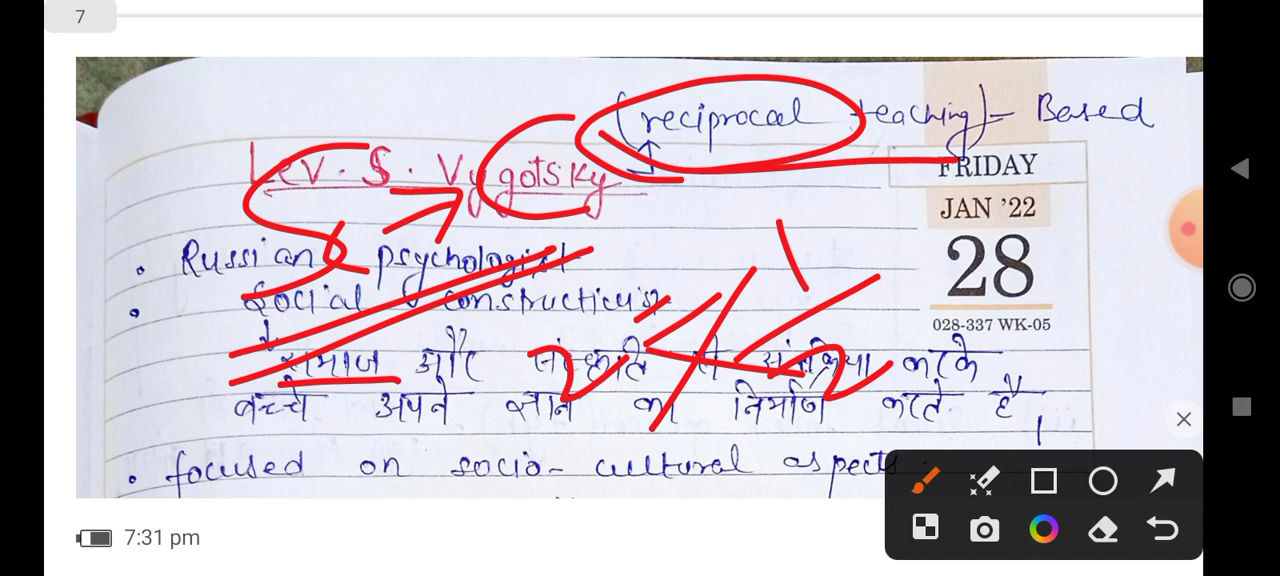 7
(reciprocal teaching) - Based
Lev. S. Vygotsky
FRIDAY
JAN '22
28
028-337 WK-05
• Russian psychologist
• Social constructivist
समाज और संस्कृति से अंतःक्रिया करके
बच्चे अपने ज्ञान का निर्माण करते हैं।
• focused on socio-cultural aspects.
7:31 pm